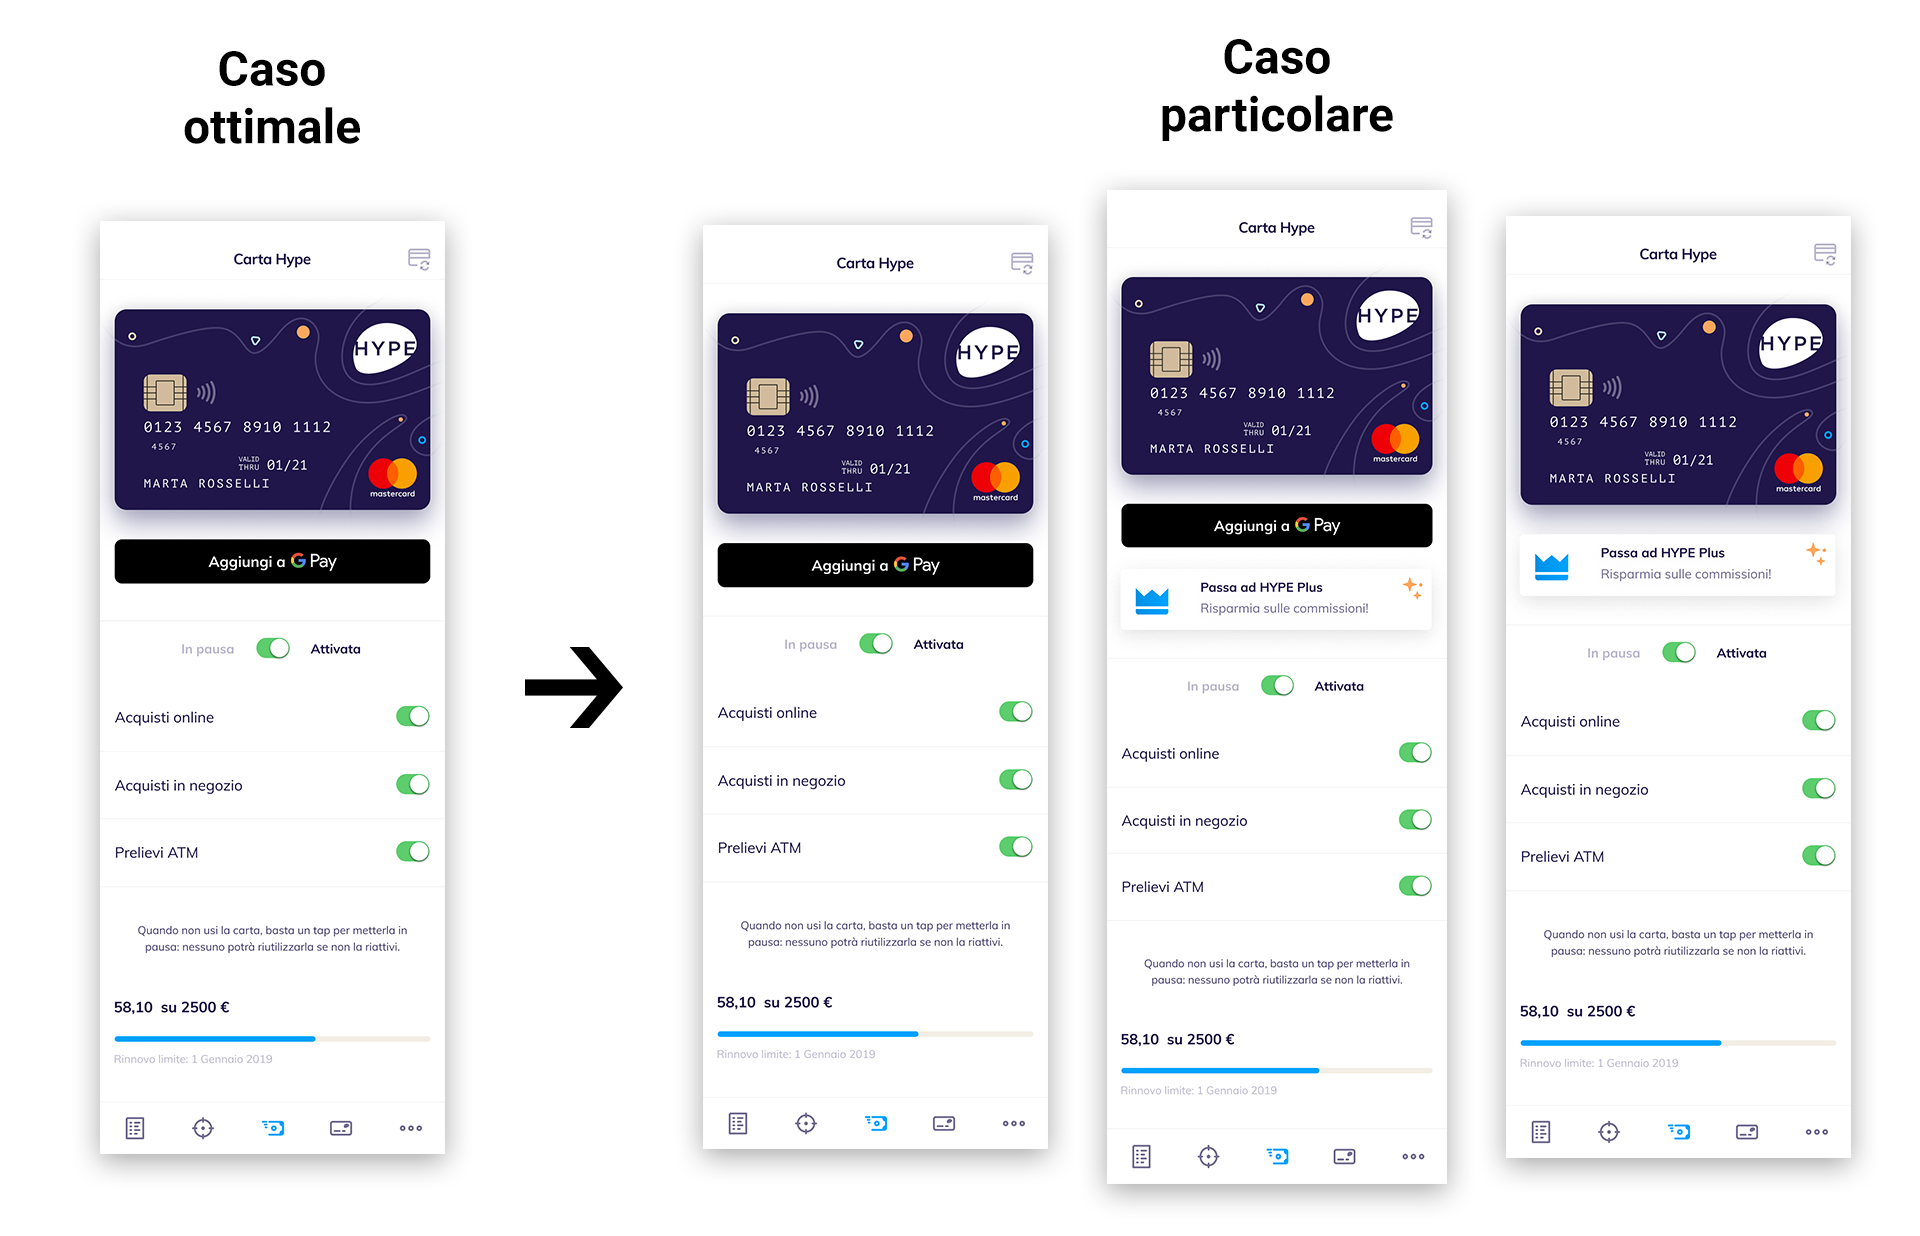 Caso
ottimale
Caso
particolare
Carta Hype
HYPE
0123 4567 8910 1112
4567
VALID
THRU 01/21
MARTA ROSSELLI
mastercard
Aggiungi a G Pay
In pausa Attivata
Acquisti online
Acquisti in negozio
Prelievi ATM
Quando non usi la carta, basta un tap per metterla in
pausa: nessuno potrà riutilizzarla se non la riattivi.
58,10 su 2500 €
Rinnovo limite: 1 Gennaio 2019
Carta Hype
HYPE
0123 4567 8910 1112
4567
VALID
THRU 01/21
MARTA ROSSELLI
mastercard
Aggiungi a G Pay
In pausa Attivata
Acquisti online
Acquisti in negozio
Prelievi ATM
Quando non usi la carta, basta un tap per metterla in
pausa: nessuno potrà riutilizzarla se non la riattivi.
58,10 su 2500 €
Rinnovo limite: 1 Gennaio 2019
Carta Hype
HYPE
0123 4567 8910 1112
4567
VALID
THRU 01/21
MARTA ROSSELLI
mastercard
Aggiungi a G Pay
Passa ad HYPE Plus
Risparmia sulle commissioni!
In pausa Attivata
Acquisti online
Acquisti in negozio
Prelievi ATM
Quando non usi la carta, basta un tap per metterla in
pausa: nessuno potrà riutilizzarla se non la riattivi.
58,10 su 2500 €
Rinnovo limite: 1 Gennaio 2019
Carta Hype
HYPE
0123 4567 8910 1112
4567
VALID
THRU 01/21
MARTA ROSSELLI
mastercard
Passa ad HYPE Plus
Risparmia sulle commissioni!
In pausa Attivata
Acquisti online
Acquisti in negozio
Prelievi ATM
Quando non usi la carta, basta un tap per metterla in
pausa: nessuno potrà riutilizzarla se non la riattivi.
58,10 su 2500 €
Rinnovo limite: 1 Gennaio 2019